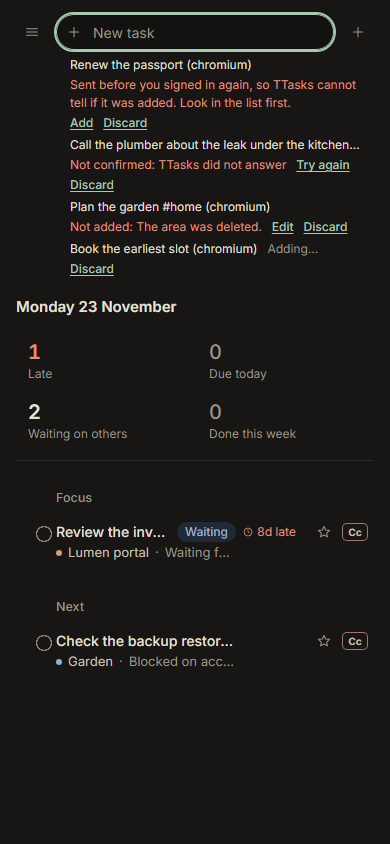 New task
Renew the passport (chromium)
Sent before you signed in again, so TTasks cannot
tell if it was added. Look in the list first.
Add Discard
Call the plumber about the leak under the kitchen...
Not confirmed: TTasks did not answer Try again
Discard
Plan the garden #home (chromium)
Not added: The area was deleted. Edit Discard
Book the earliest slot (chromium) Adding...
Discard
Monday 23 November
1 0
Late Due today
2 0
Waiting on others Done this week
Focus
Review the inv... Waiting 8d late Cc
Lumen portal · Waiting f...
Next
Check the backup restor... Cc
Garden · Blocked on acc...